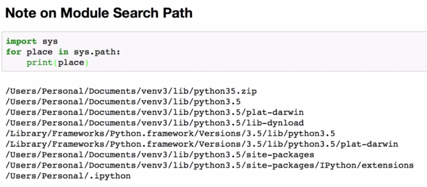 Note on Module Search Path
import sys
for place in sys.path:
    print(place)
/Users/Personal/Documents/venv3/lib/python35.zip
/Users/Personal/Documents/venv3/lib/python3.5
/Users/Personal/Documents/venv3/lib/python3.5/plat-darwin
/Users/Personal/Documents/venv3/lib/python3.5/lib-dynload
/Library/Frameworks/Python.framework/Versions/3.5/lib/python3.5
/Library/Frameworks/Python.framework/Versions/3.5/lib/python3.5/plat-darwin
/Users/Personal/Documents/venv3/lib/python3.5/site-packages
/Users/Personal/Documents/venv3/lib/python3.5/site-packages/IPython/extensions
/Users/Personal/.ipython